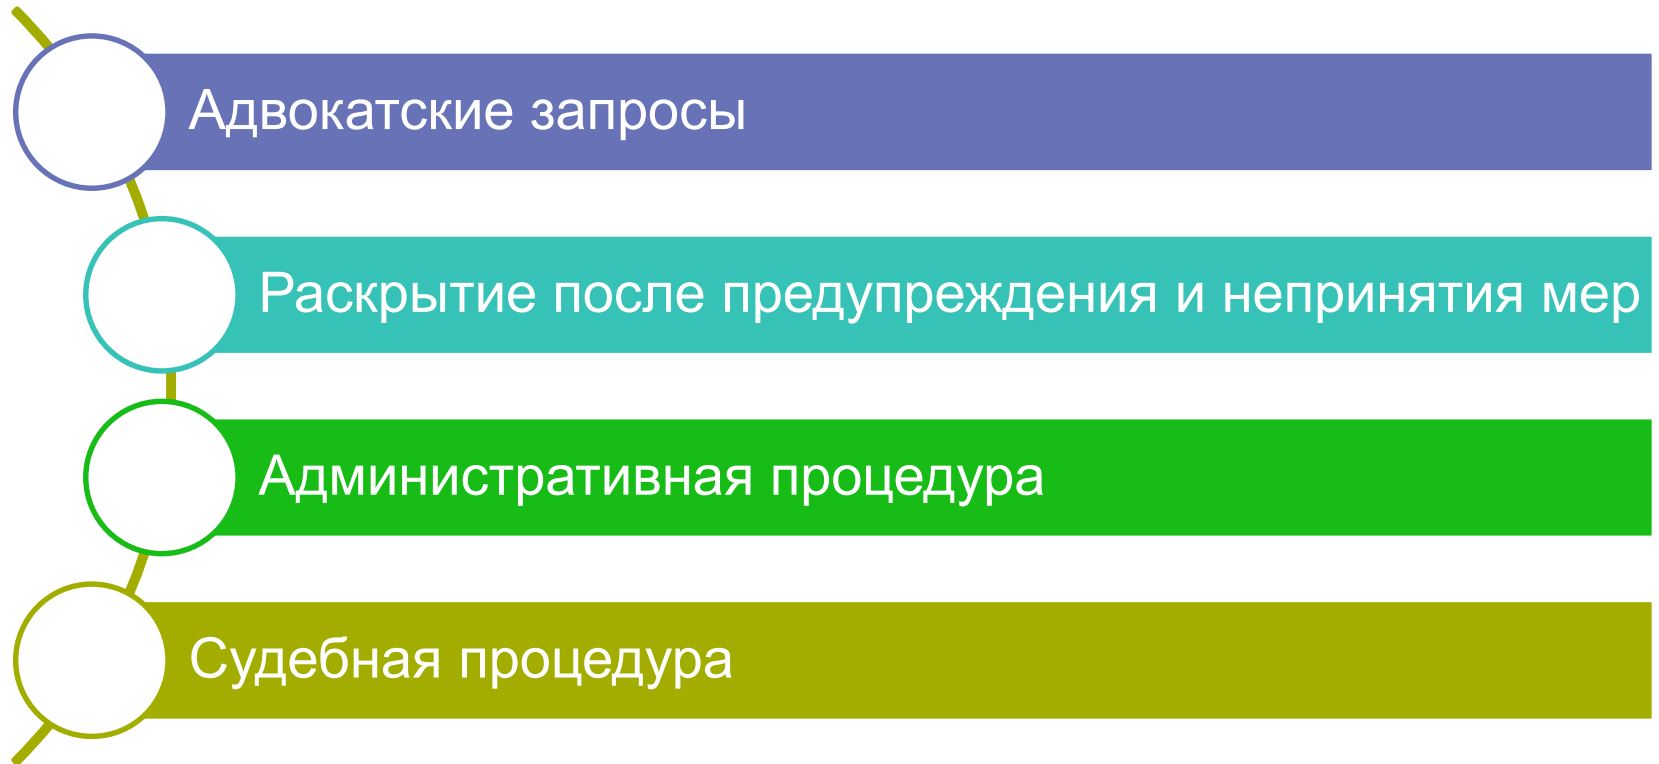 Адвокатские запросы
Раскрытие после предупреждения и непринятия мер
Административная процедура
Судебная процедура